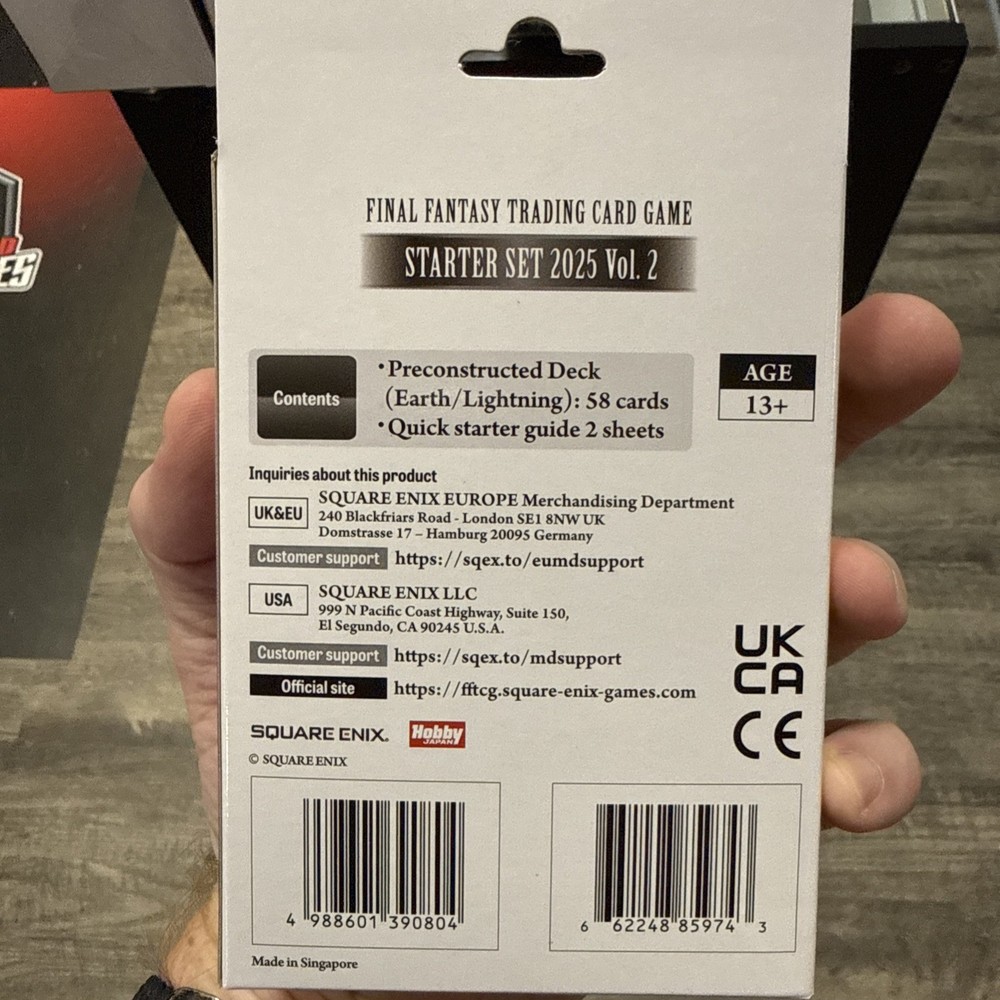 FINAL FANTASY TRADING CARD GAME
STARTER SET 2025 Vol. 2
Contents
・Preconstructed Deck
(Earth/Lightning): 58 cards
・Quick starter guide 2 sheets
AGE
13+
Inquiries about this product
UK&EU
SQUARE ENIX EUROPE Merchandising Department
240 Blackfriars Road - London SE1 8NW UK
Domstrasse 17 – Hamburg 20095 Germany
Customer support https://sqex.to/eumdsupport
USA
SQUARE ENIX LLC
999 N Pacific Coast Highway, Suite 150,
El Segundo, CA 90245 U.S.A.
Customer support https://sqex.to/mdsupport
Official site https://fftcg.square-enix-games.com
UK
CA
CE
SQUARE ENIX. Hobby JAPAN
© SQUARE ENIX
4 988601 390804
6 62248 85974 3
Made in Singapore